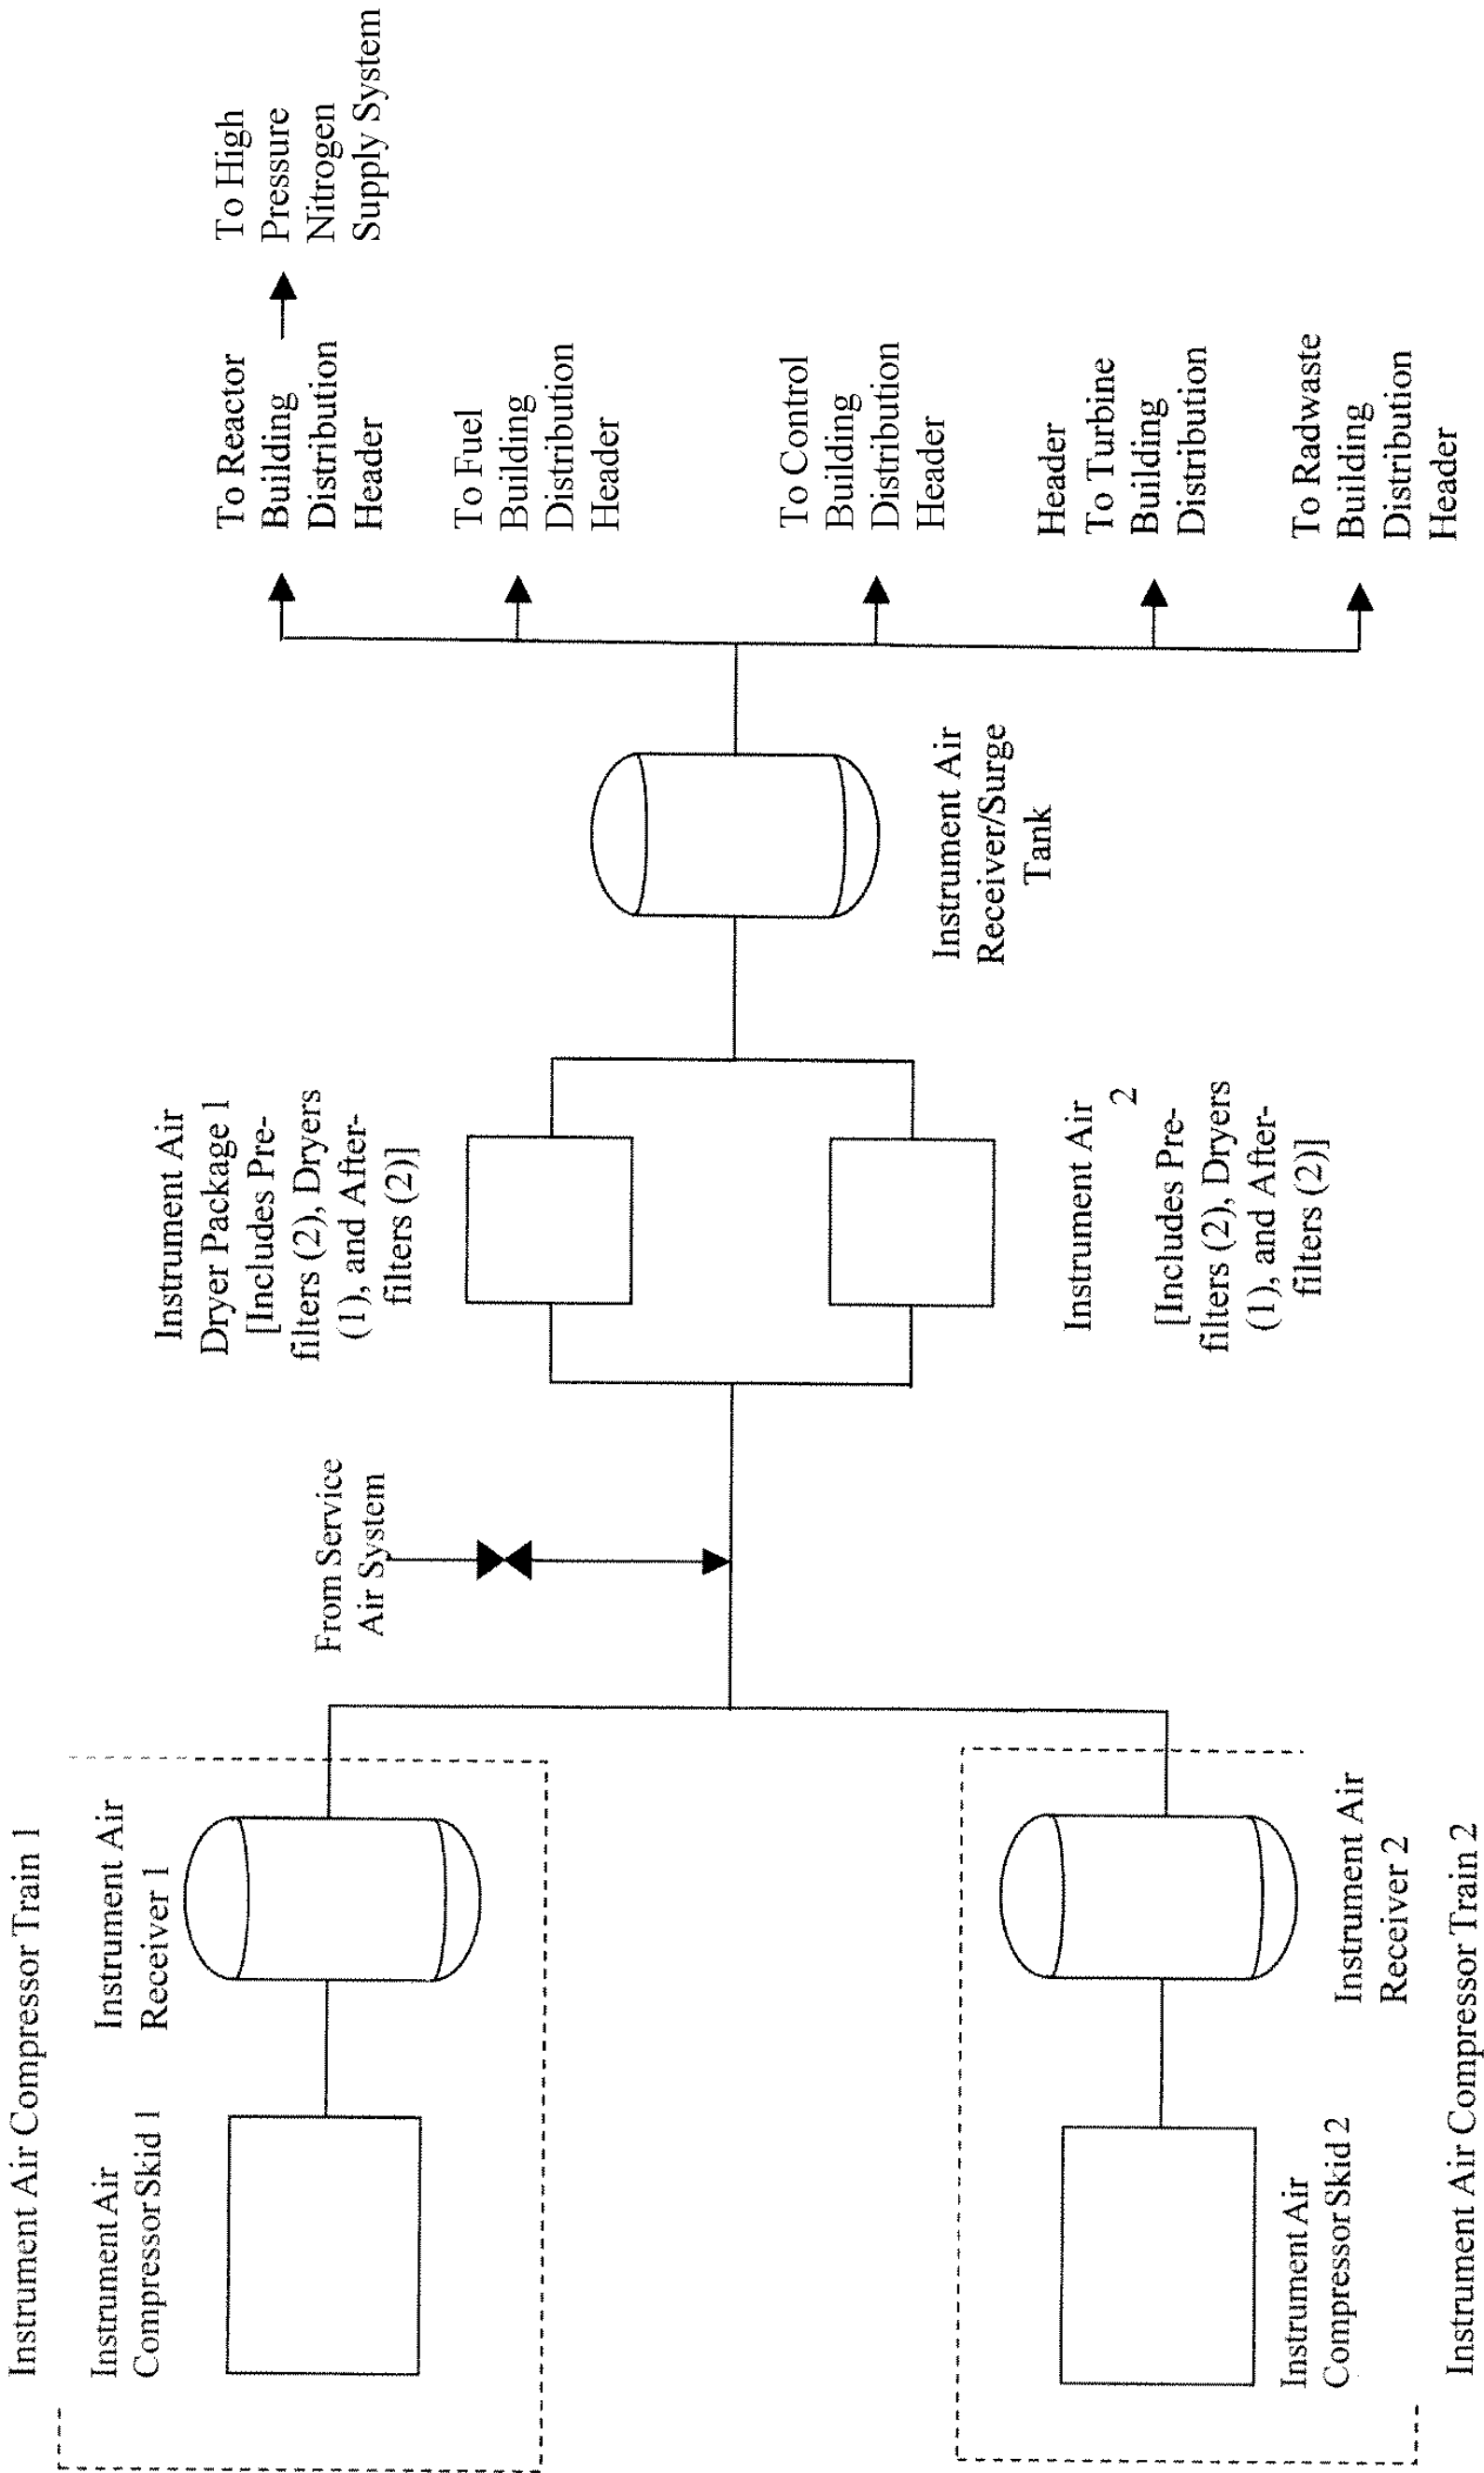 Instrument Air Compressor Train 1
Instrument Air
Compressor Skid 1
Instrument Air
Receiver 1
From Service
Air System
Instrument Air
Dryer Package 1
[Includes Pre-
filters (2), Dryers
(1), and After-
filters (2)]
To Reactor
Building
Distribution
Header
To High
Pressure
Nitrogen
Supply System
To Fuel
Building
Distribution
Header
To Control
Building
Distribution
Header
Header
To Turbine
Building
Distribution
To Radwaste
Building
Distribution
Header
Instrument Air
Receiver/Surge
Tank
Instrument Air
2
[Includes Pre-
filters (2), Dryers
(1), and After-
filters (2)]
Instrument Air
Compressor Skid 2
Instrument Air
Receiver 2
Instrument Air Compressor Train 2